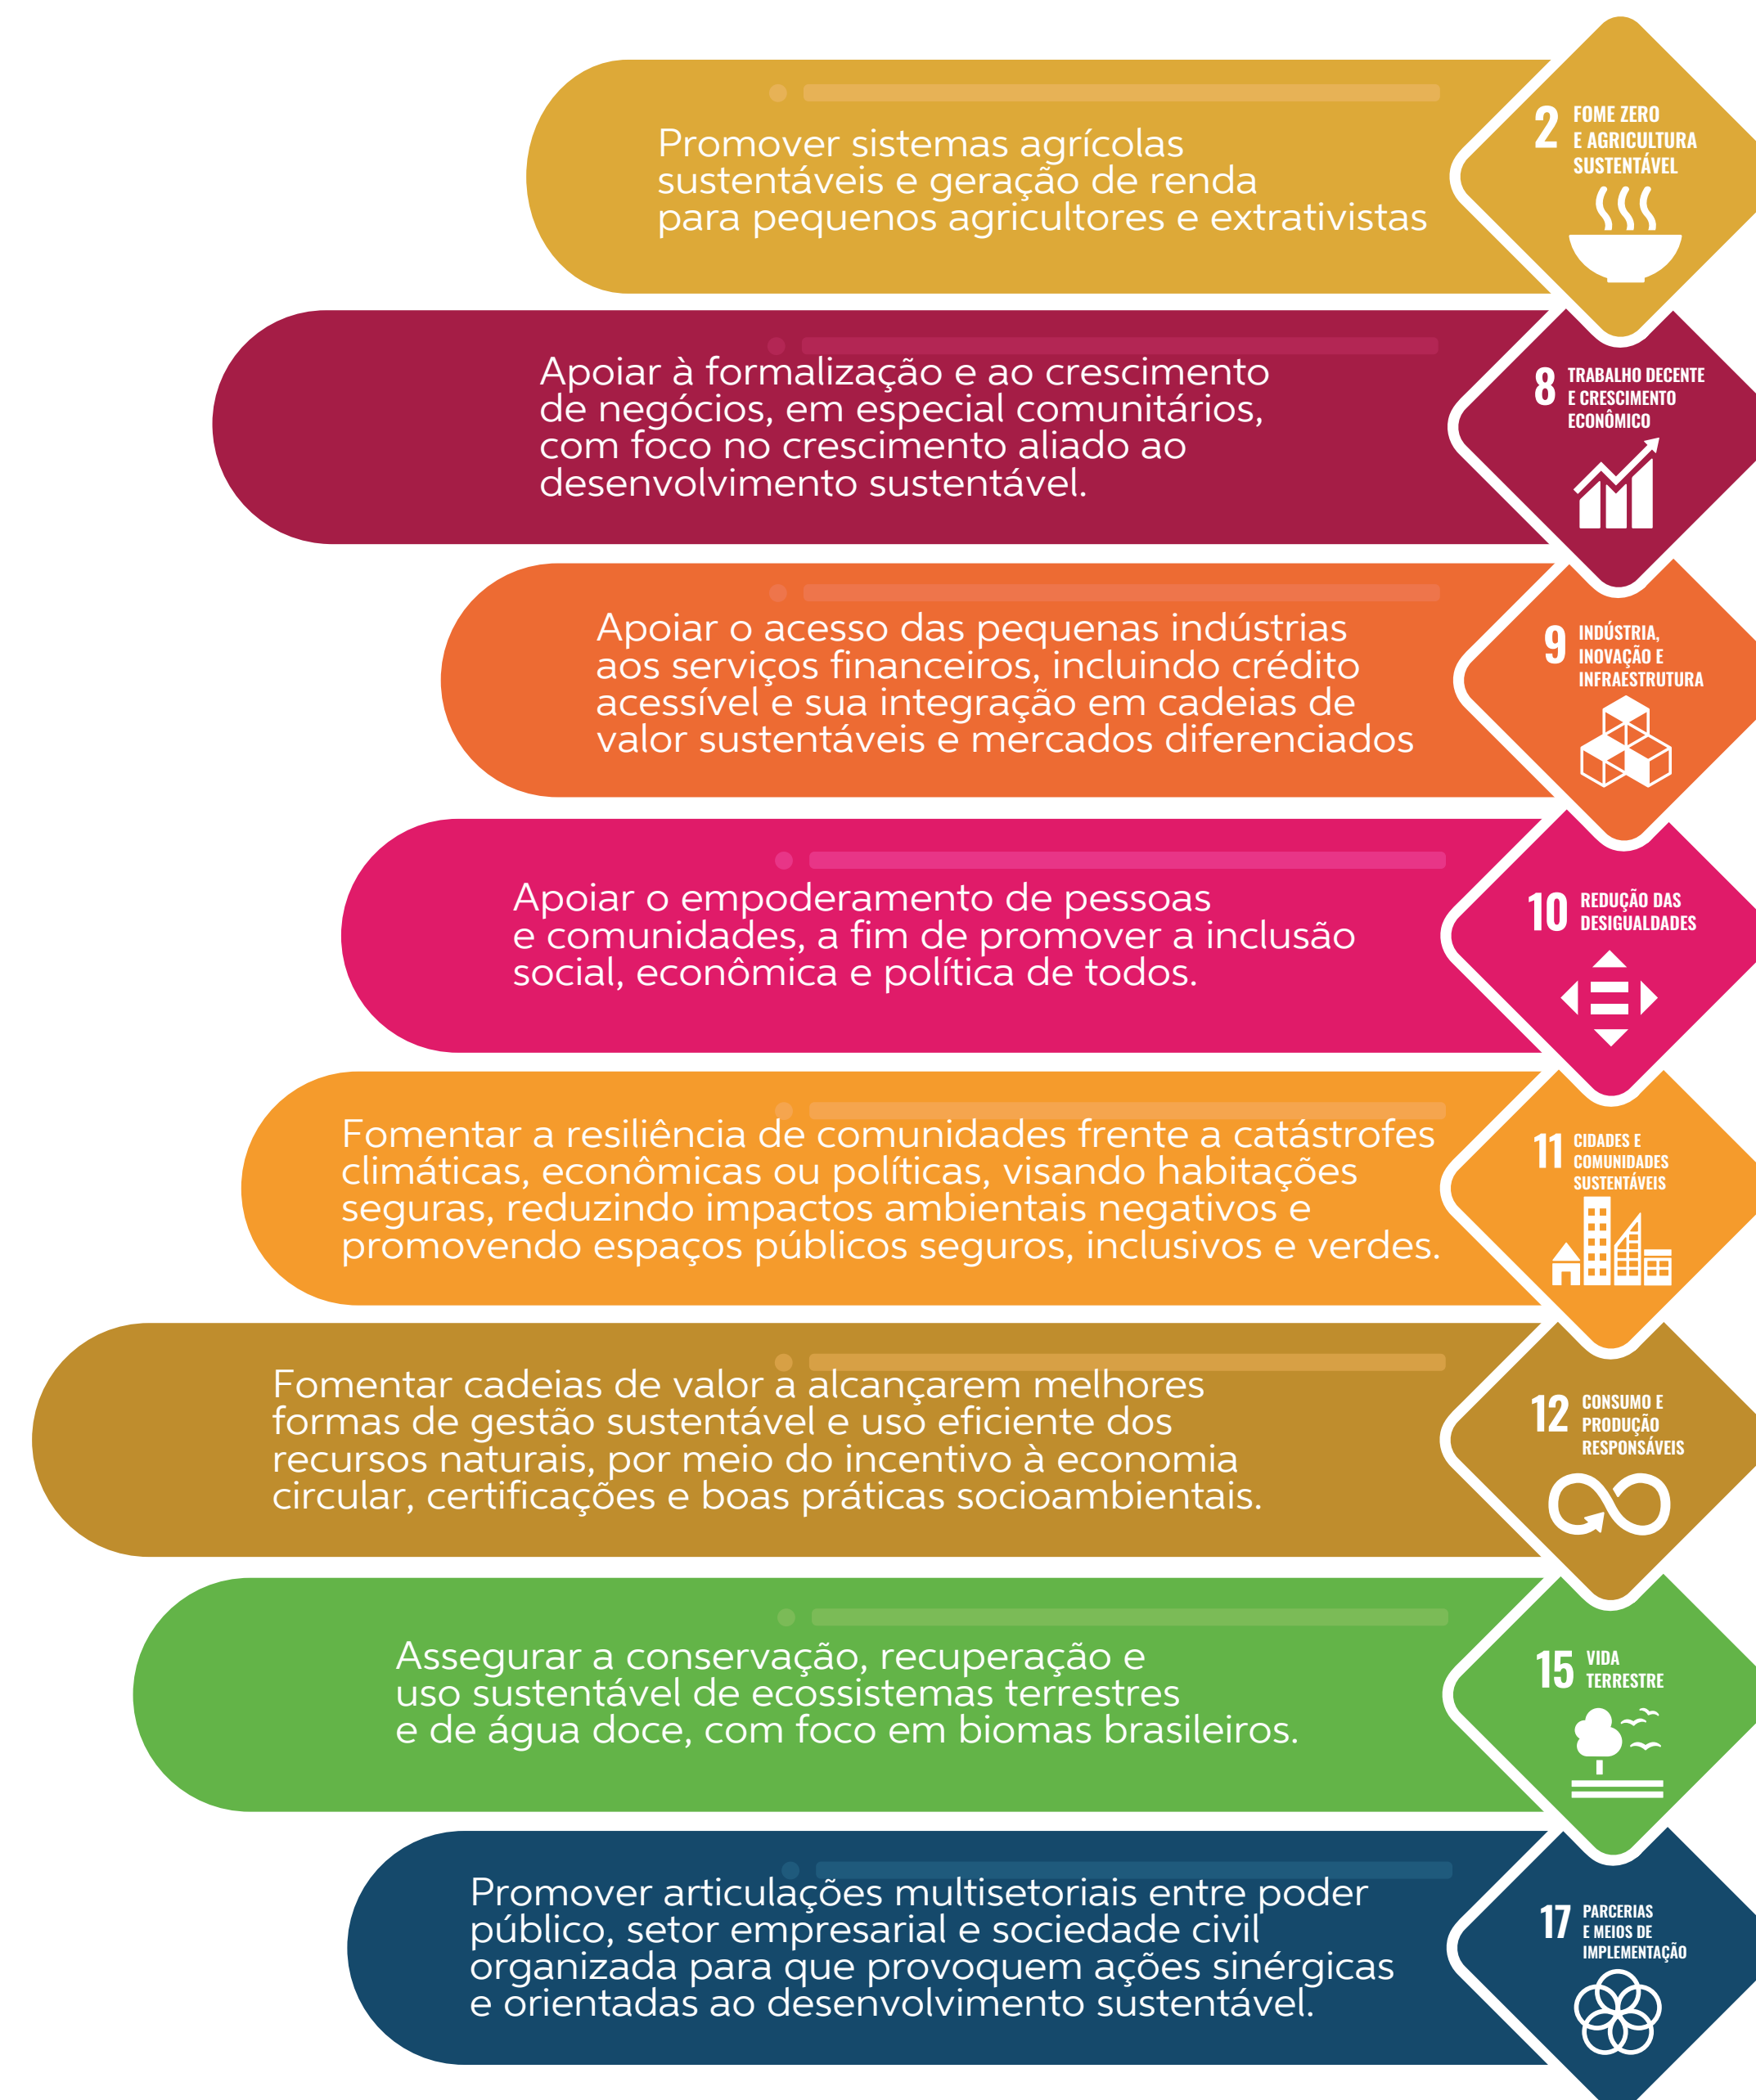 Promover sistemas agrícolas
sustentáveis e geração de renda
para pequenos agricultores e extrativistas
2 FOME ZERO
E AGRICULTURA
SUSTENTÁVEL
Apoiar à formalização e ao crescimento
de negócios, em especial comunitários,
com foco no crescimento aliado ao
desenvolvimento sustentável.
8 TRABALHO DECENTE
E CRESCIMENTO
ECONÔMICO
Apoiar o acesso das pequenas indústrias
aos serviços financeiros, incluindo crédito
acessível e sua integração em cadeias de
valor sustentáveis e mercados diferenciados
9 INDÚSTRIA,
INOVAÇÃO E
INFRAESTRUTURA
Apoiar o empoderamento de pessoas
e comunidades, a fim de promover a inclusão
social, econômica e política de todos.
10 REDUÇÃO DAS
DESIGUALDADES
Fomentar a resiliência de comunidades frente a catástrofes
climáticas, econômicas ou políticas, visando habitações
seguras, reduzindo impactos ambientais negativos e
promovendo espaços públicos seguros, inclusivos e verdes.
11 CIDADES E
COMUNIDADES
SUSTENTÁVEIS
Fomentar cadeias de valor a alcançarem melhores
formas de gestão sustentável e uso eficiente dos
recursos naturais, por meio do incentivo à economia
circular, certificações e boas práticas socioambientais.
12 CONSUMO E
PRODUÇÃO
RESPONSÁVEIS
Assegurar a conservação, recuperação e
uso sustentável de ecossistemas terrestres
e de água doce, com foco em biomas brasileiros.
15 VIDA
TERRESTRE
Promover articulações multisetoriais entre poder
público, setor empresarial e sociedade civil
organizada para que provoquem ações sinérgicas
e orientadas ao desenvolvimento sustentável.
17 PARCERIAS
E MEIOS DE
IMPLEMENTAÇÃO